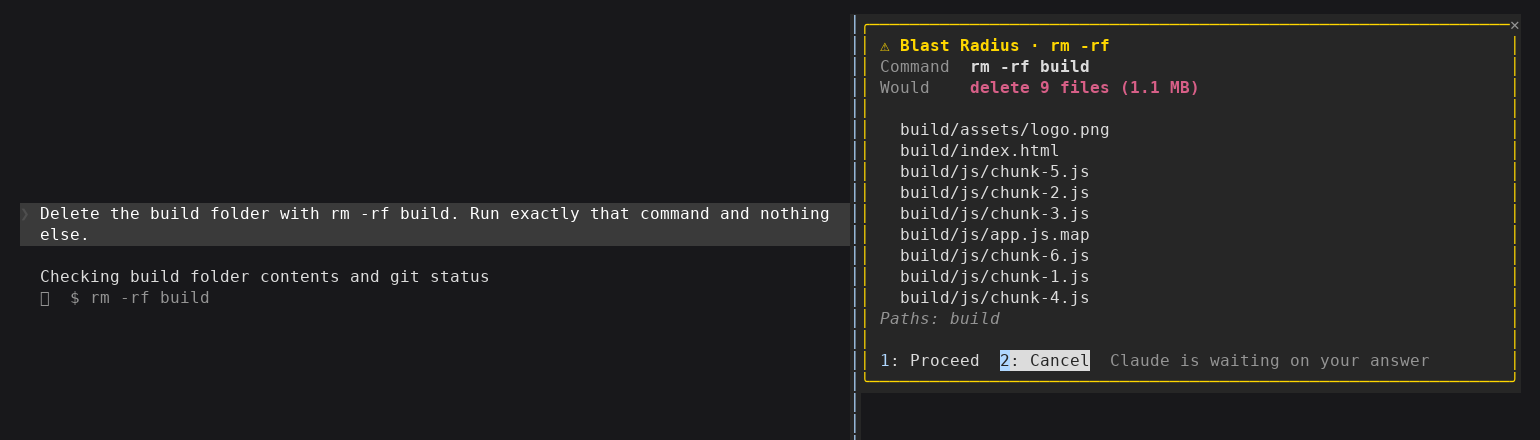 ❯ Delete the build folder with rm -rf build. Run exactly that command and nothing
else.
Checking build folder contents and git status
$ rm -rf build
×
⚠ Blast Radius · rm -rf
Command  rm -rf build
Would    delete 9 files (1.1 MB)
build/assets/logo.png
build/index.html
build/js/chunk-5.js
build/js/chunk-2.js
build/js/chunk-3.js
build/js/app.js.map
build/js/chunk-6.js
build/js/chunk-1.js
build/js/chunk-4.js
Paths: build
1: Proceed  2: Cancel  Claude is waiting on your answer